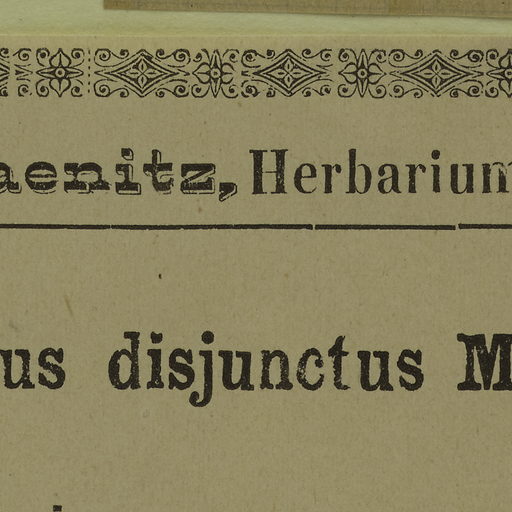 aenitz, Herbarium
us disjunctus M